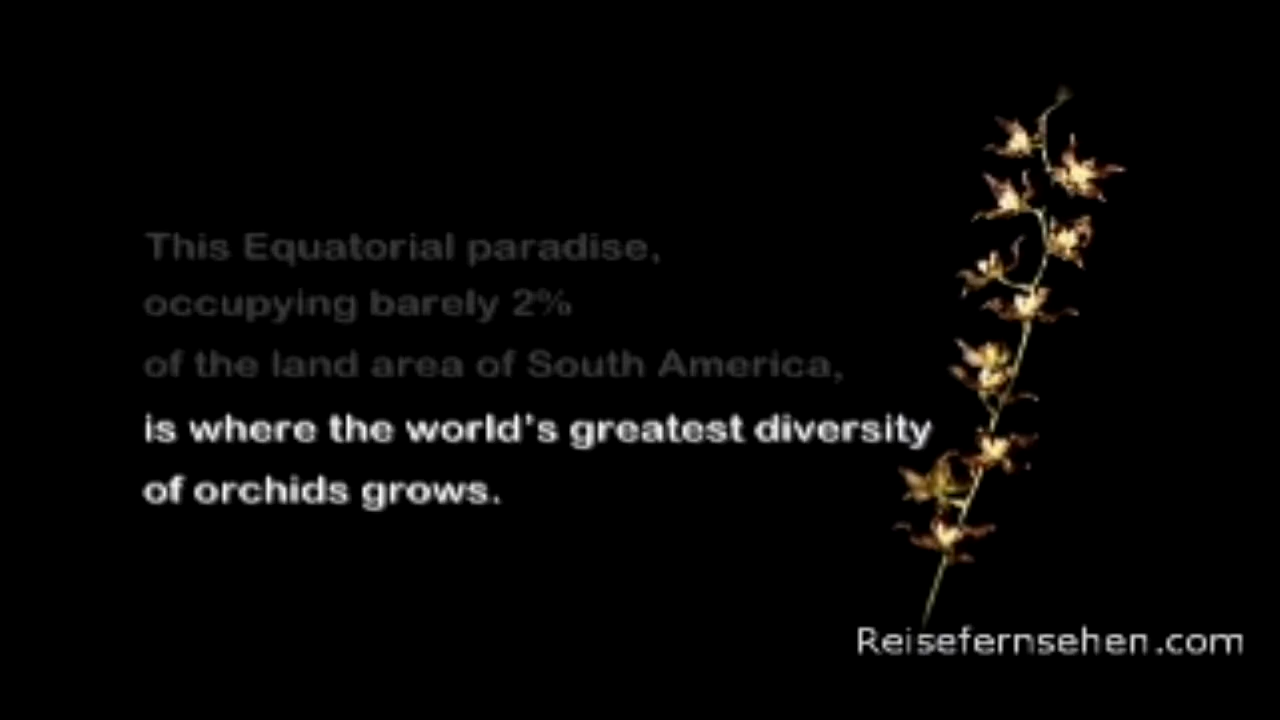 This Equatorial paradise,
occupying barely 2%
of the land area of South America,
is where the world's greatest diversity
of orchids grows.
Reisefernsehen.com